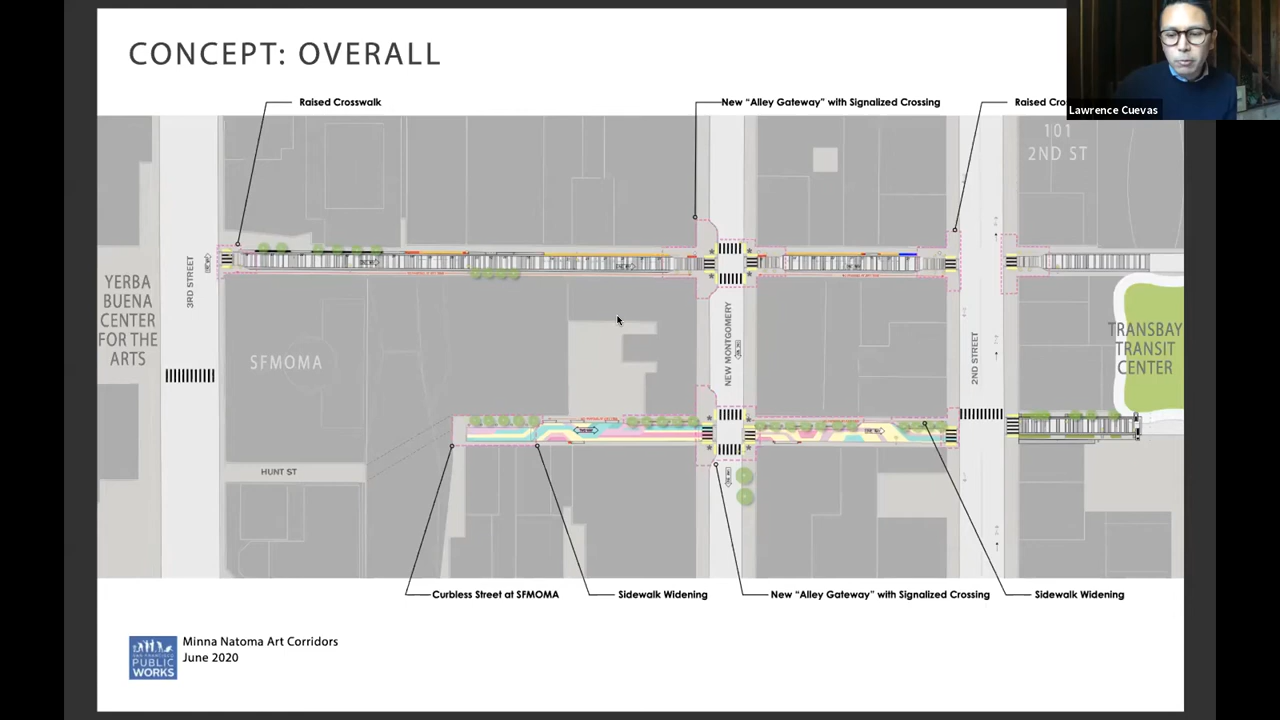 CONCEPT: OVERALL
Raised Crosswalk
New “Alley Gateway” with Signalized Crossing
Raised
Lawrence Cuevas
101
2ND ST
3RD STREET
YERBA
BUENA
CENTER
FOR THE
ARTS
SFMOMA
NEW MONTGOMERY
2ND STREET
TRANSBAY
TRANSIT
CENTER
HUNT ST
Curbless Street at SFMOMA
Sidewalk Widening
New “Alley Gateway” with Signalized Crossing
Sidewalk Widening
PUBLIC
WORKS
Minna Natoma Art Corridors
June 2020